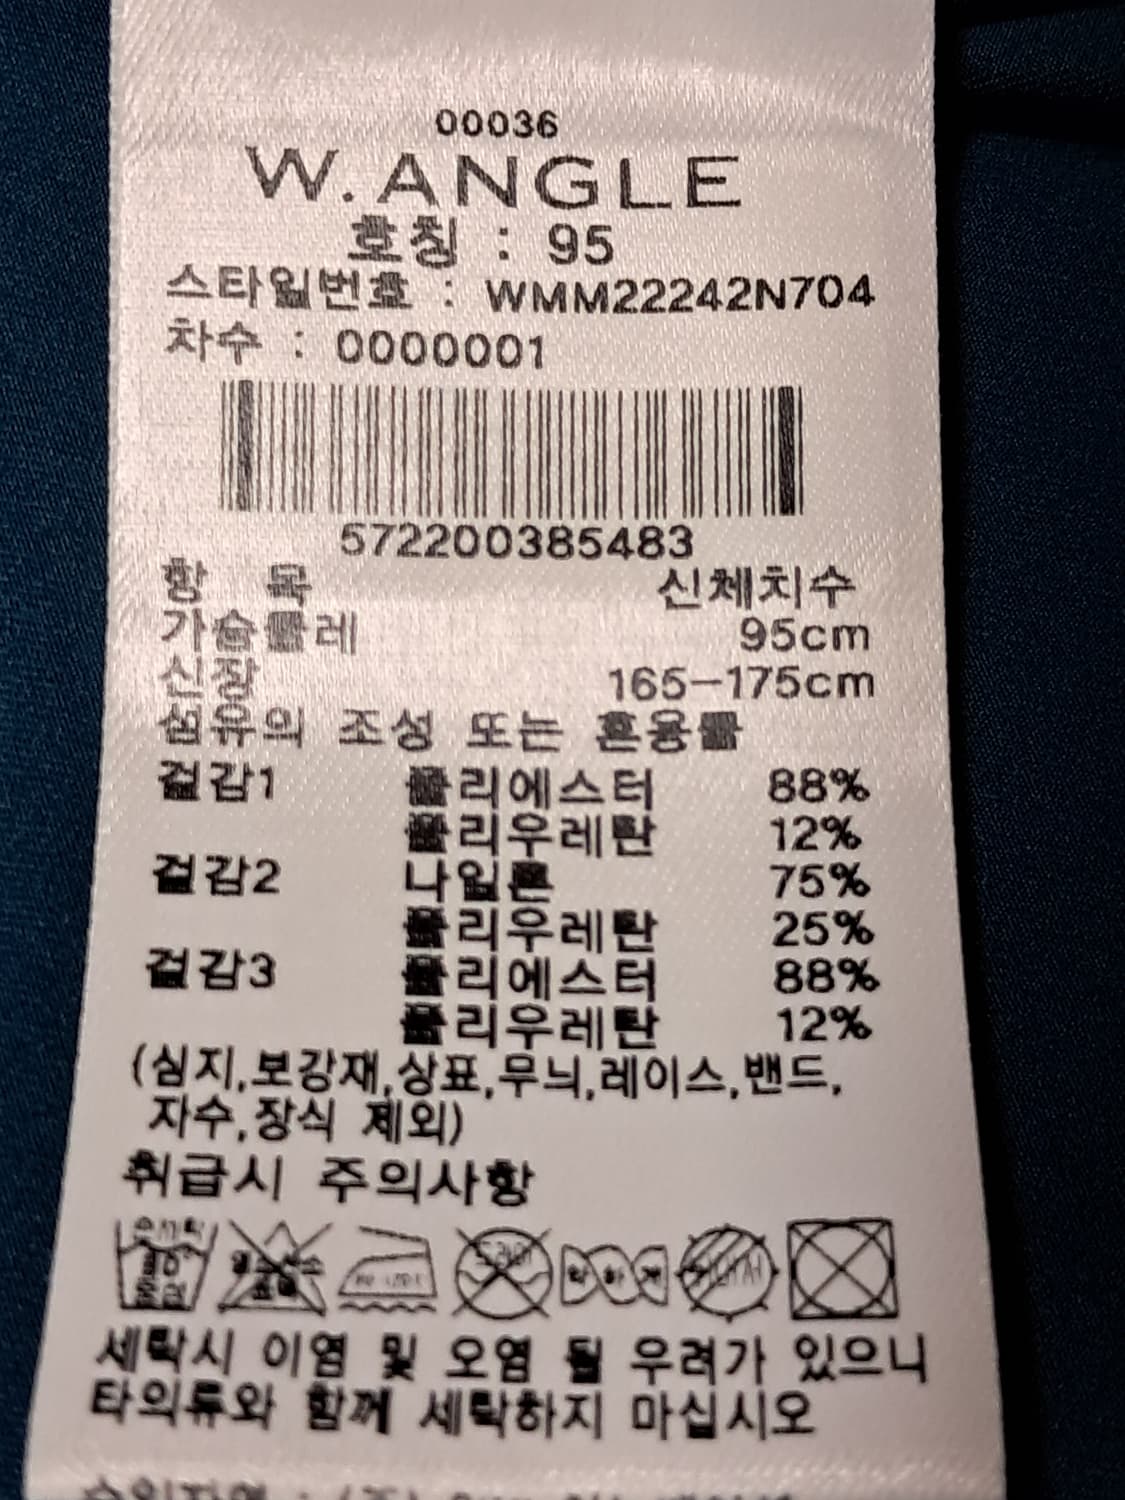 00036
W.ANGLE
호칭 : 95
스타일번호 : WMM22242N704
차수 : 0000001
572200385483
항 목 신체치수
가슴둘레 95cm
신장 165-175cm
섬유의 조성 또는 혼용률
겉감1 폴리에스터 88%
폴리우레탄 12%
겉감2 나일론 75%
폴리우레탄 25%
겉감3 폴리에스터 88%
폴리우레탄 12%
(심지,보강재,상표,무늬,레이스,밴드,
자수,장식 제외)
취급시 주의사항
약 하 게
세탁시 이염 및 오염 될 우려가 있으니
타의류와 함께 세탁하지 마십시오